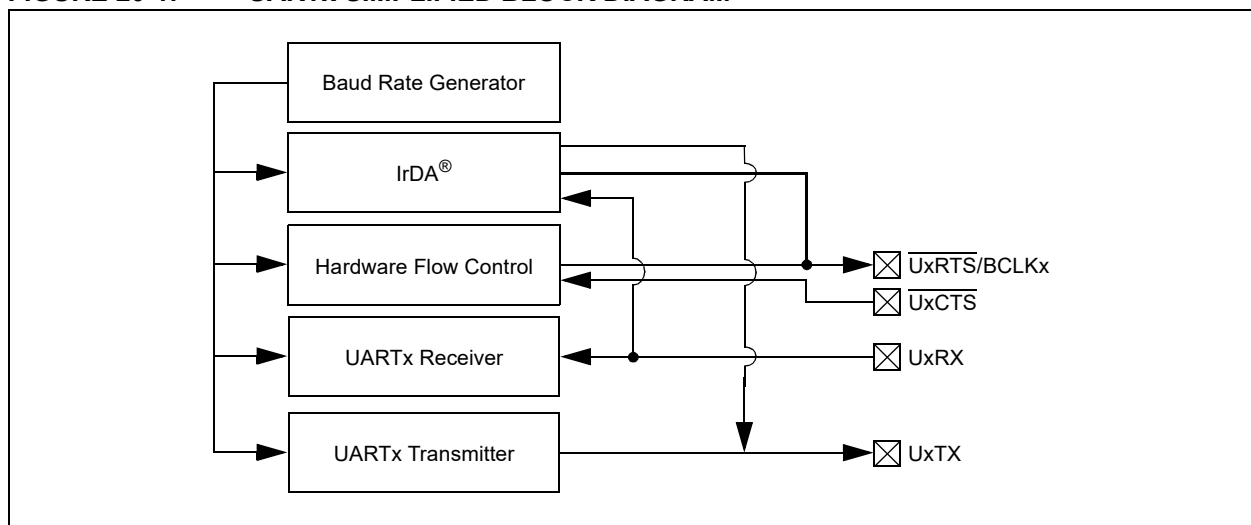 Baud Rate Generator
IrDA®
Hardware Flow Control
UxRTS/BCLKx
UxCTS
UARTx Receiver
UxRX
UARTx Transmitter
UxTX